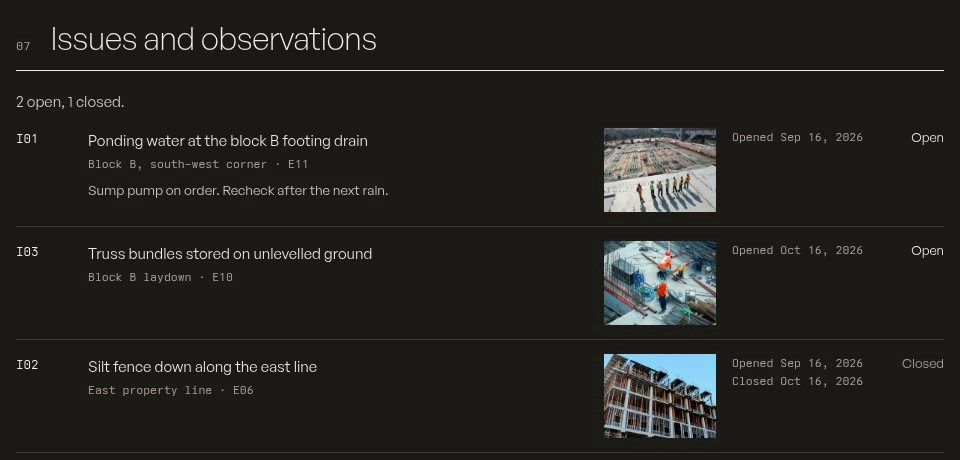 07 Issues and observations
2 open, 1 closed.
I01 Ponding water at the block B footing drain Opened Sep 16, 2026 Open
Block B, south-west corner · E11
Sump pump on order. Recheck after the next rain.
I03 Truss bundles stored on unlevelled ground Opened Oct 16, 2026 Open
Block B laydown · E10
I02 Silt fence down along the east line Opened Sep 16, 2026 Closed
East property line · E06 Closed Oct 16, 2026